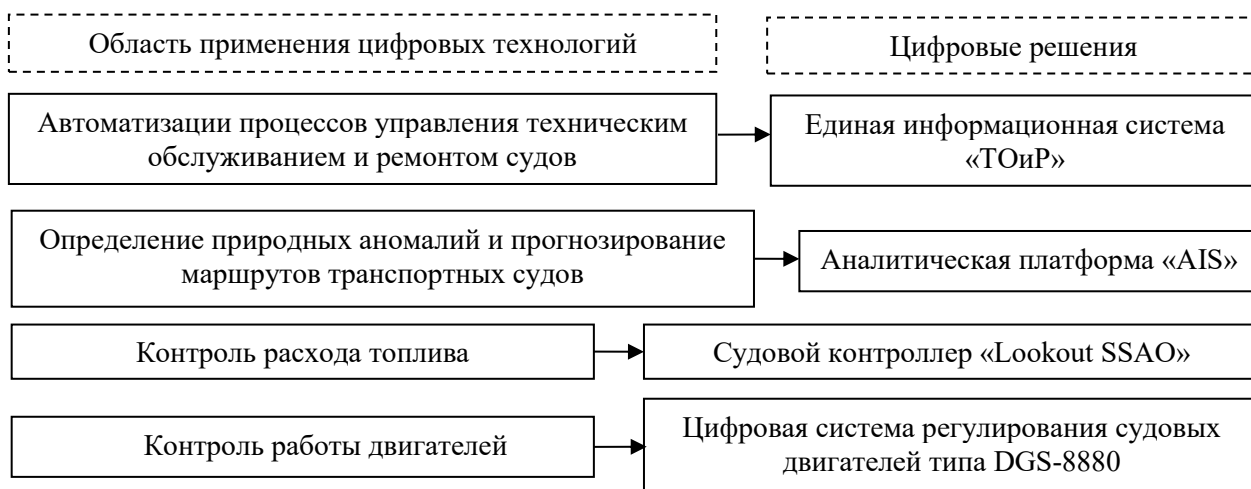 Область применения цифровых технологий
Цифровые решения
Автоматизации процессов управления техническим
обслуживанием и ремонтом судов
Единая информационная система
«ТОиР»
Определение природных аномалий и прогнозирование
маршрутов транспортных судов
Аналитическая платформа «AIS»
Контроль расхода топлива
Судовой контроллер «Lookout SSAO»
Контроль работы двигателей
Цифровая система регулирования судовых
двигателей типа DGS-8880